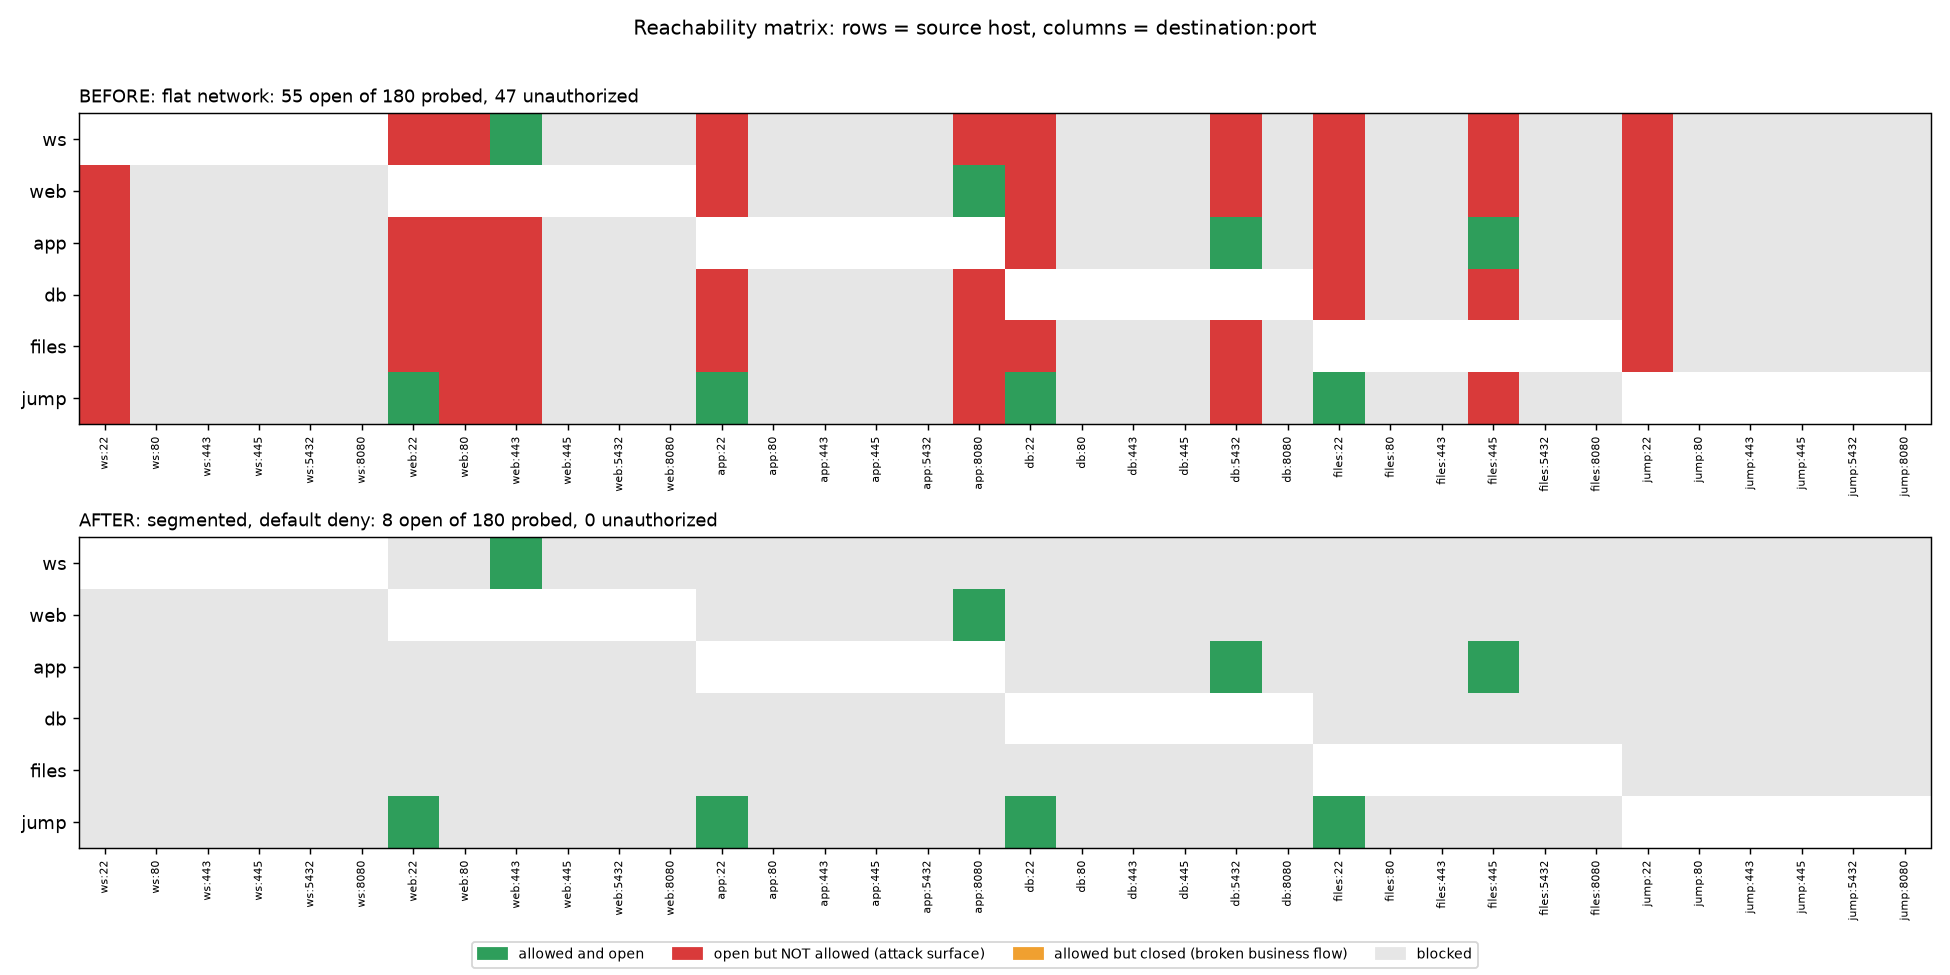 Reachability matrix: rows = source host, columns = destination:port
BEFORE: flat network: 55 open of 180 probed, 47 unauthorized
ws
web
app
db
files
jump
ws:22 ws:80 ws:443 ws:445 ws:5432 ws:8080 web:22 web:80 web:443 web:445 web:5432 web:8080 app:22 app:80 app:443 app:445 app:5432 app:8080 db:22 db:80 db:443 db:445 db:5432 db:8080 files:22 files:80 files:443 files:445 files:5432 files:8080 jump:22 jump:80 jump:443 jump:445 jump:5432 jump:8080
AFTER: segmented, default deny: 8 open of 180 probed, 0 unauthorized
ws
web
app
db
files
jump
ws:22 ws:80 ws:443 ws:445 ws:5432 ws:8080 web:22 web:80 web:443 web:445 web:5432 web:8080 app:22 app:80 app:443 app:445 app:5432 app:8080 db:22 db:80 db:443 db:445 db:5432 db:8080 files:22 files:80 files:443 files:445 files:5432 files:8080 jump:22 jump:80 jump:443 jump:445 jump:5432 jump:8080
allowed and open open but NOT allowed (attack surface) allowed but closed (broken business flow) blocked